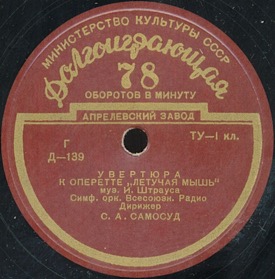 МИНИСТЕРСТВО КУЛЬТУРЫ СССР
Долгоиграющая
78
ОБОРОТОВ В МИНУТУ
АПРЕЛЕВСКИЙ ЗАВОД
Г
Д—139
ТУ—1 кл.
УВЕРТЮРА
К ОПЕРЕТТЕ „ЛЕТУЧАЯ МЫШЬ"
муз. И. Штрауса
Симф. орк. Всесоюзн. Радио
Дирижер
С. А. САМОСУД